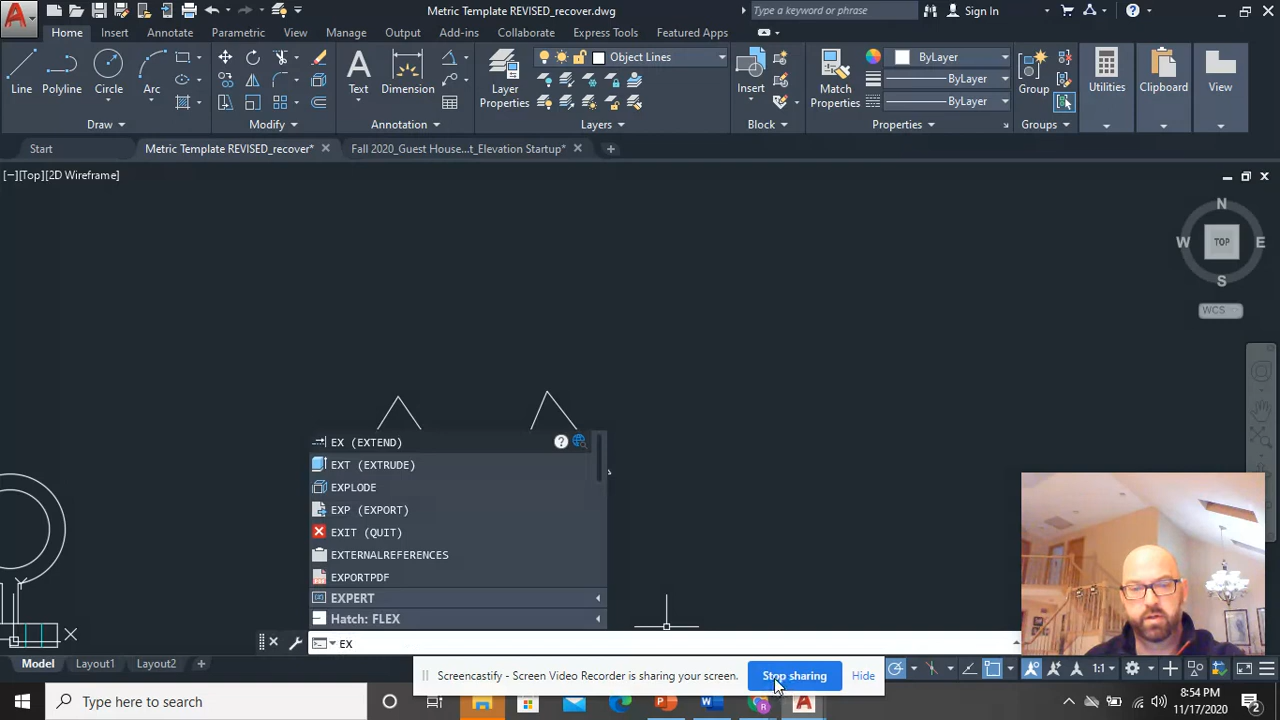 Metric Template REVISED_recover.dwg
Type a keyword or phrase
Sign In
Home Insert Annotate Parametric View Manage Output Add-ins Collaborate Express Tools Featured Apps
Line Polyline Circle Arc
Text Dimension
Layer Properties
Object Lines
Insert
Match Properties
ByLayer
ByLayer
ByLayer
Group
Utilities
Clipboard
View
Draw Modify Annotation Layers Block Properties Groups
Start
Metric Template REVISED_recover*
Fall 2020_Guest House...t_Elevation Startup*
[−][Top][2D Wireframe]
N
W TOP E
S
WCS
EX (EXTEND)
EXT (EXTRUDE)
EXPLODE
EXP (EXPORT)
EXIT (QUIT)
EXTERNALREFERENCES
EXPORTPDF
EXPERT
Hatch: FLEX
EX
Model Layout1 Layout2
Screencastify - Screen Video Recorder is sharing your screen.
Stop sharing
Hide
1:1
Type here to search
8:54 PM
11/17/2020
2